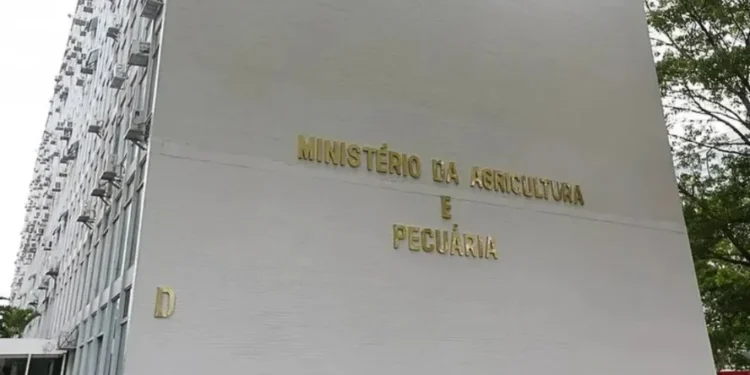 MINISTÉRIO DA AGRICULTURA
E
PECUÁRIA
D